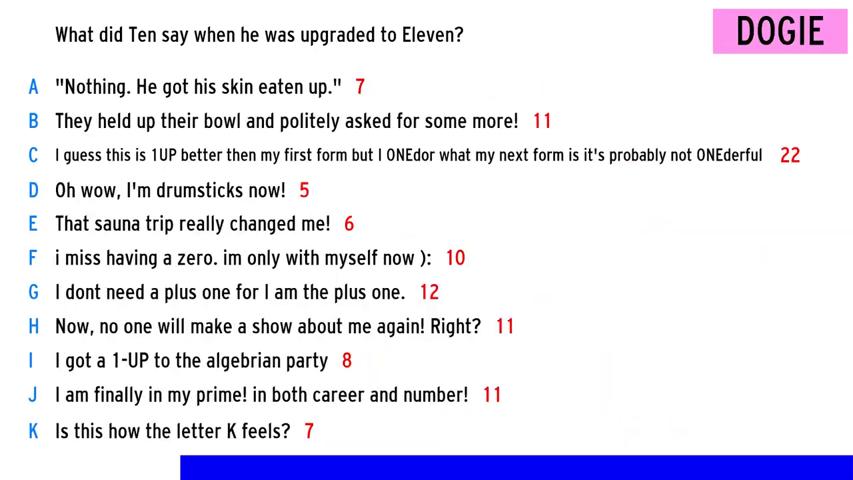 What did Ten say when he was upgraded to Eleven?
DOGIE
A "Nothing. He got his skin eaten up." 7
B They held up their bowl and politely asked for some more! 11
C I guess this is 1UP better then my first form but I ONEdor what my next form is it's probably not ONEderful 22
D Oh wow, I'm drumsticks now! 5
E That sauna trip really changed me! 6
F i miss having a zero. im only with myself now ): 10
G I dont need a plus one for I am the plus one. 12
H Now, no one will make a show about me again! Right? 11
I I got a 1-UP to the algebrian party 8
J I am finally in my prime! in both career and number! 11
K Is this how the letter K feels? 7